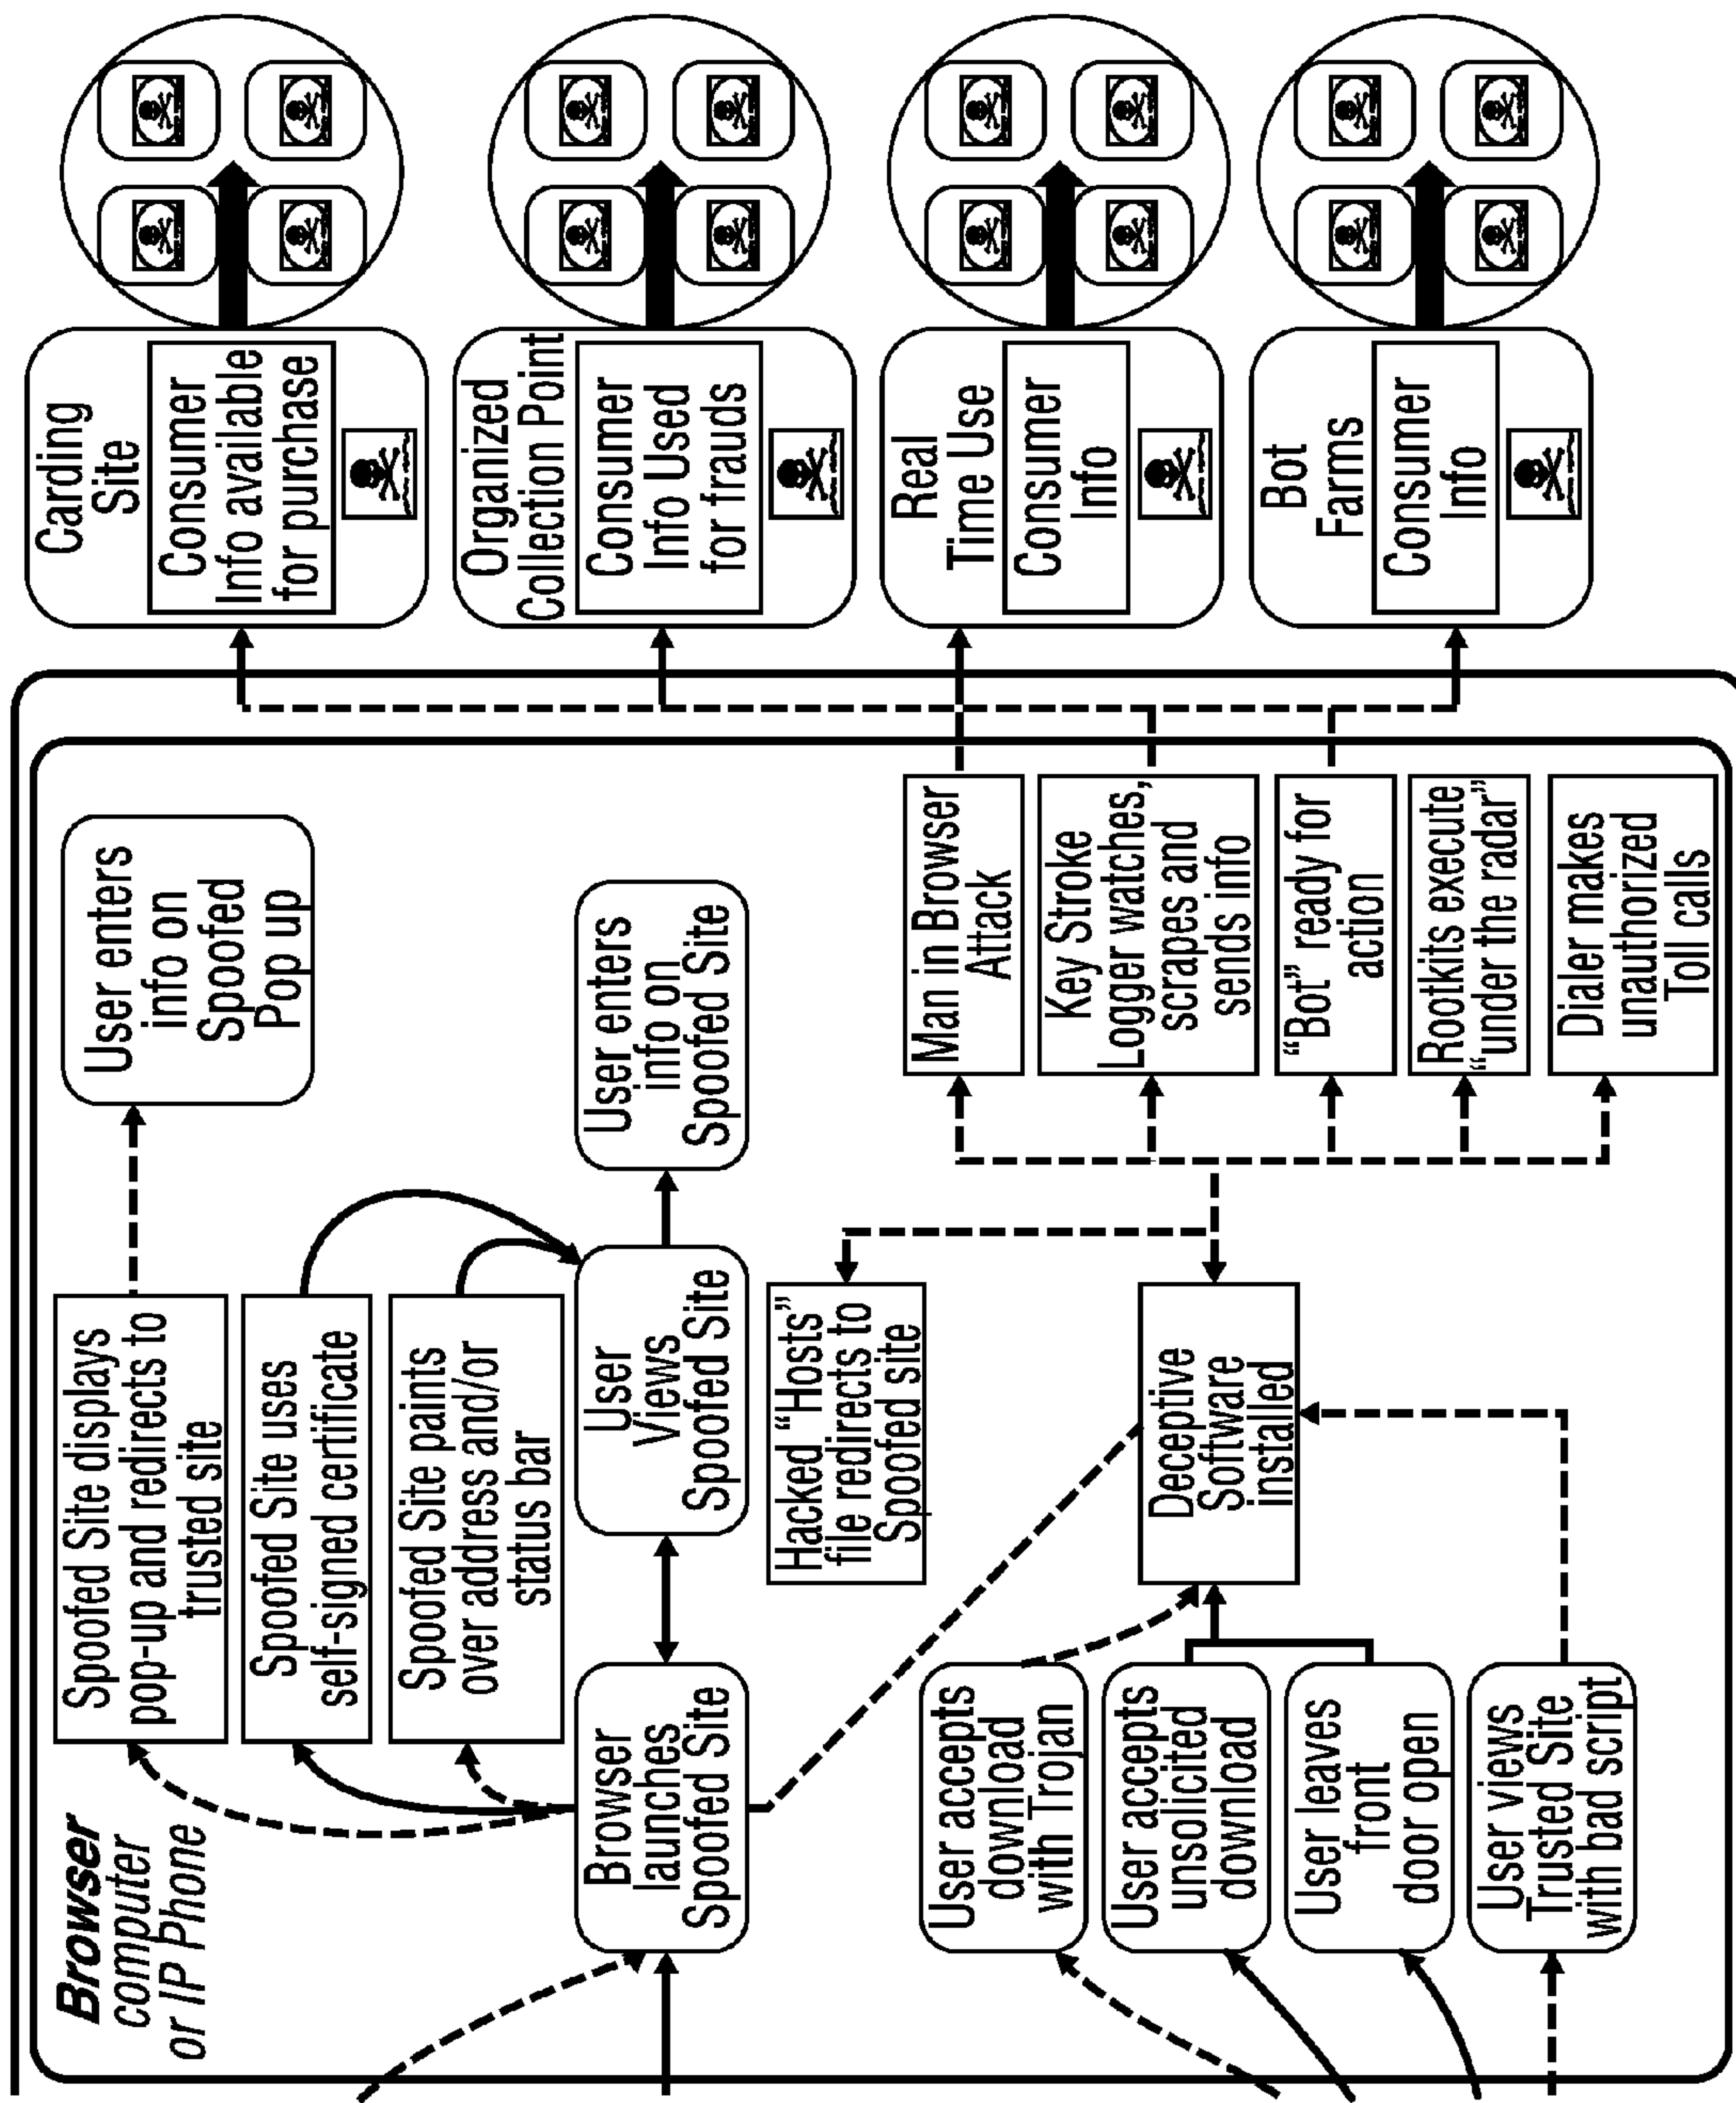 Browser
computer
or IP Phone
Spoofed Site displays
pop-up and redirects to
trusted site
User enters
info on
Spoofed
Pop up
Spoofed Site uses
self-signed certificate
Spoofed Site paints
over address and/or
status bar
Browser
launches
Spoofed Site
User
Views
Spoofed Site
User enters
info on
Spoofed Site
Hacked “Hosts”
file redirects to
Spoofed site
User accepts
download
with Trojan
User accepts
unsolicited
download
User leaves
front
door open
User views
Trusted Site
with bad script
Deceptive
Software
installed
Man in Browser
Attack
Key Stroke
Logger watches,
scrapes and
sends info
“Bot” ready for
action
Rootkits execute
“under the radar”
Dialer makes
unauthorized
Toll calls
Carding
Site
Consumer
Info available
for purchase
Organized
Collection Point
Consumer
Info Used
for frauds
Real
Time Use
Consumer
Info
Bot
Farms
Consumer
Info